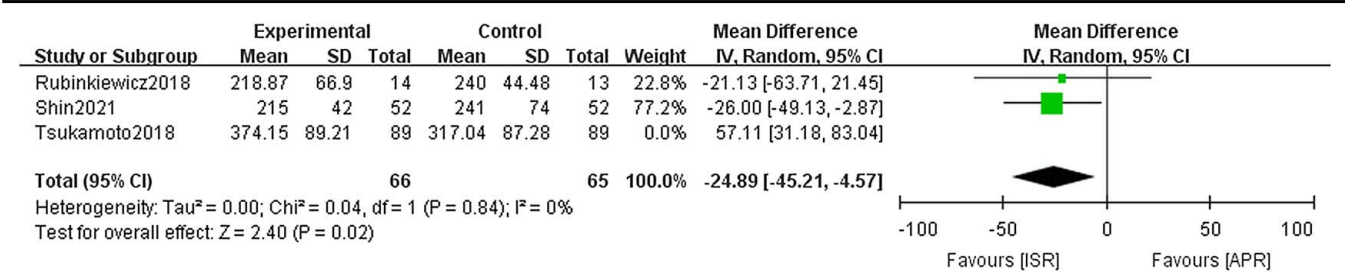 Experimental Control Mean Difference Mean Difference
Study or Subgroup Mean SD Total Mean SD Total Weight IV, Random, 95% CI IV, Random, 95% CI
Rubinkiewicz2018 218.87 66.9 14 240 44.48 13 22.8% -21.13 [-63.71, 21.45]
Shin2021 215 42 52 241 74 52 77.2% -26.00 [-49.13, -2.87]
Tsukamoto2018 374.15 89.21 89 317.04 87.28 89 0.0% 57.11 [31.18, 83.04]
Total (95% CI) 66 65 100.0% -24.89 [-45.21, -4.57]
Heterogeneity: Tau² = 0.00; Chi² = 0.04, df = 1 (P = 0.84); I² = 0%
Test for overall effect: Z = 2.40 (P = 0.02)
-100 -50 0 50 100
Favours [ISR] Favours [APR]